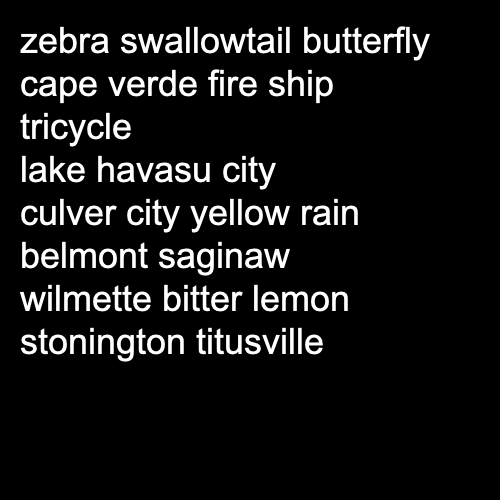 zebra swallowtail butterfly
cape verde fire ship
tricycle
lake havasu city
culver city yellow rain
belmont saginaw
wilmette bitter lemon
stonington titusville